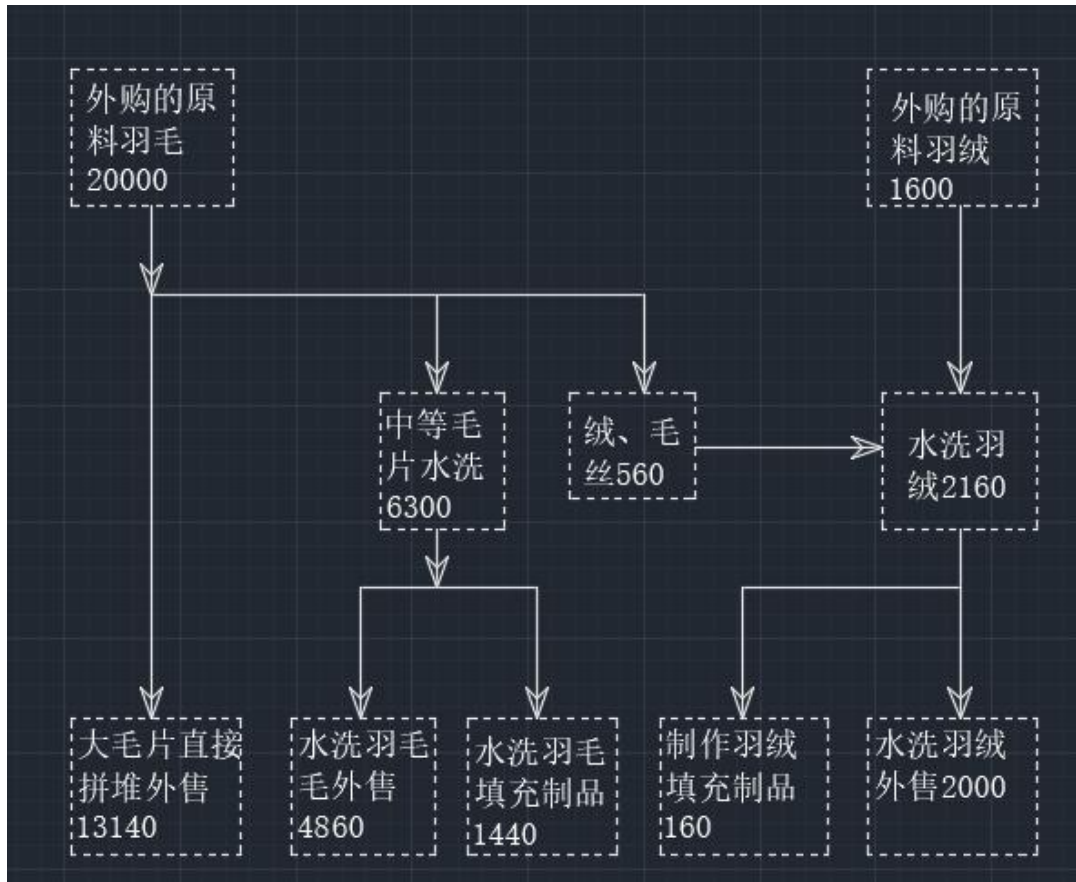 外购的原
料羽毛
20000
外购的原
料羽绒
1600
中等毛
片水洗
6300
绒、毛
丝560
水洗羽
绒2160
大毛片直接
拼堆外售
13140
水洗羽毛
毛外售
4860
水洗羽毛
填充制品
1440
制作羽绒
填充制品
160
水洗羽绒
外售2000